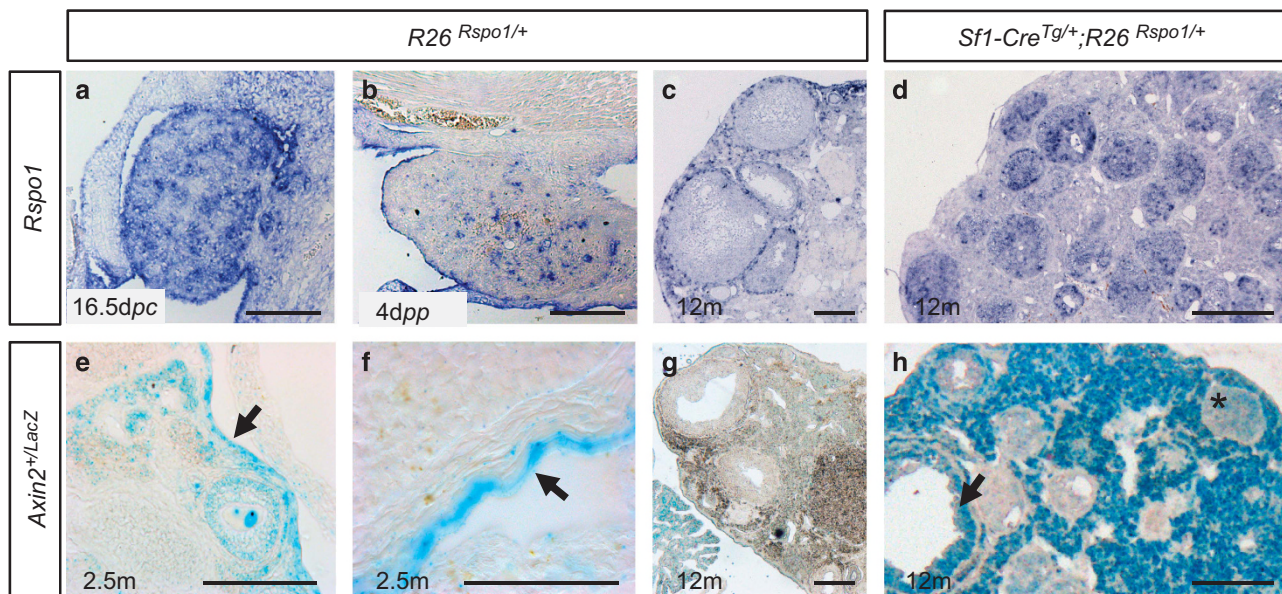 R26 Rspo1/+
Sf1-CreTg/+;R26 Rspo1/+
Rspo1
a
16.5dpc
b
4dpp
c
12m
d
12m
Axin2+/LacZ
e
2.5m
f
2.5m
g
12m
h
*
12m